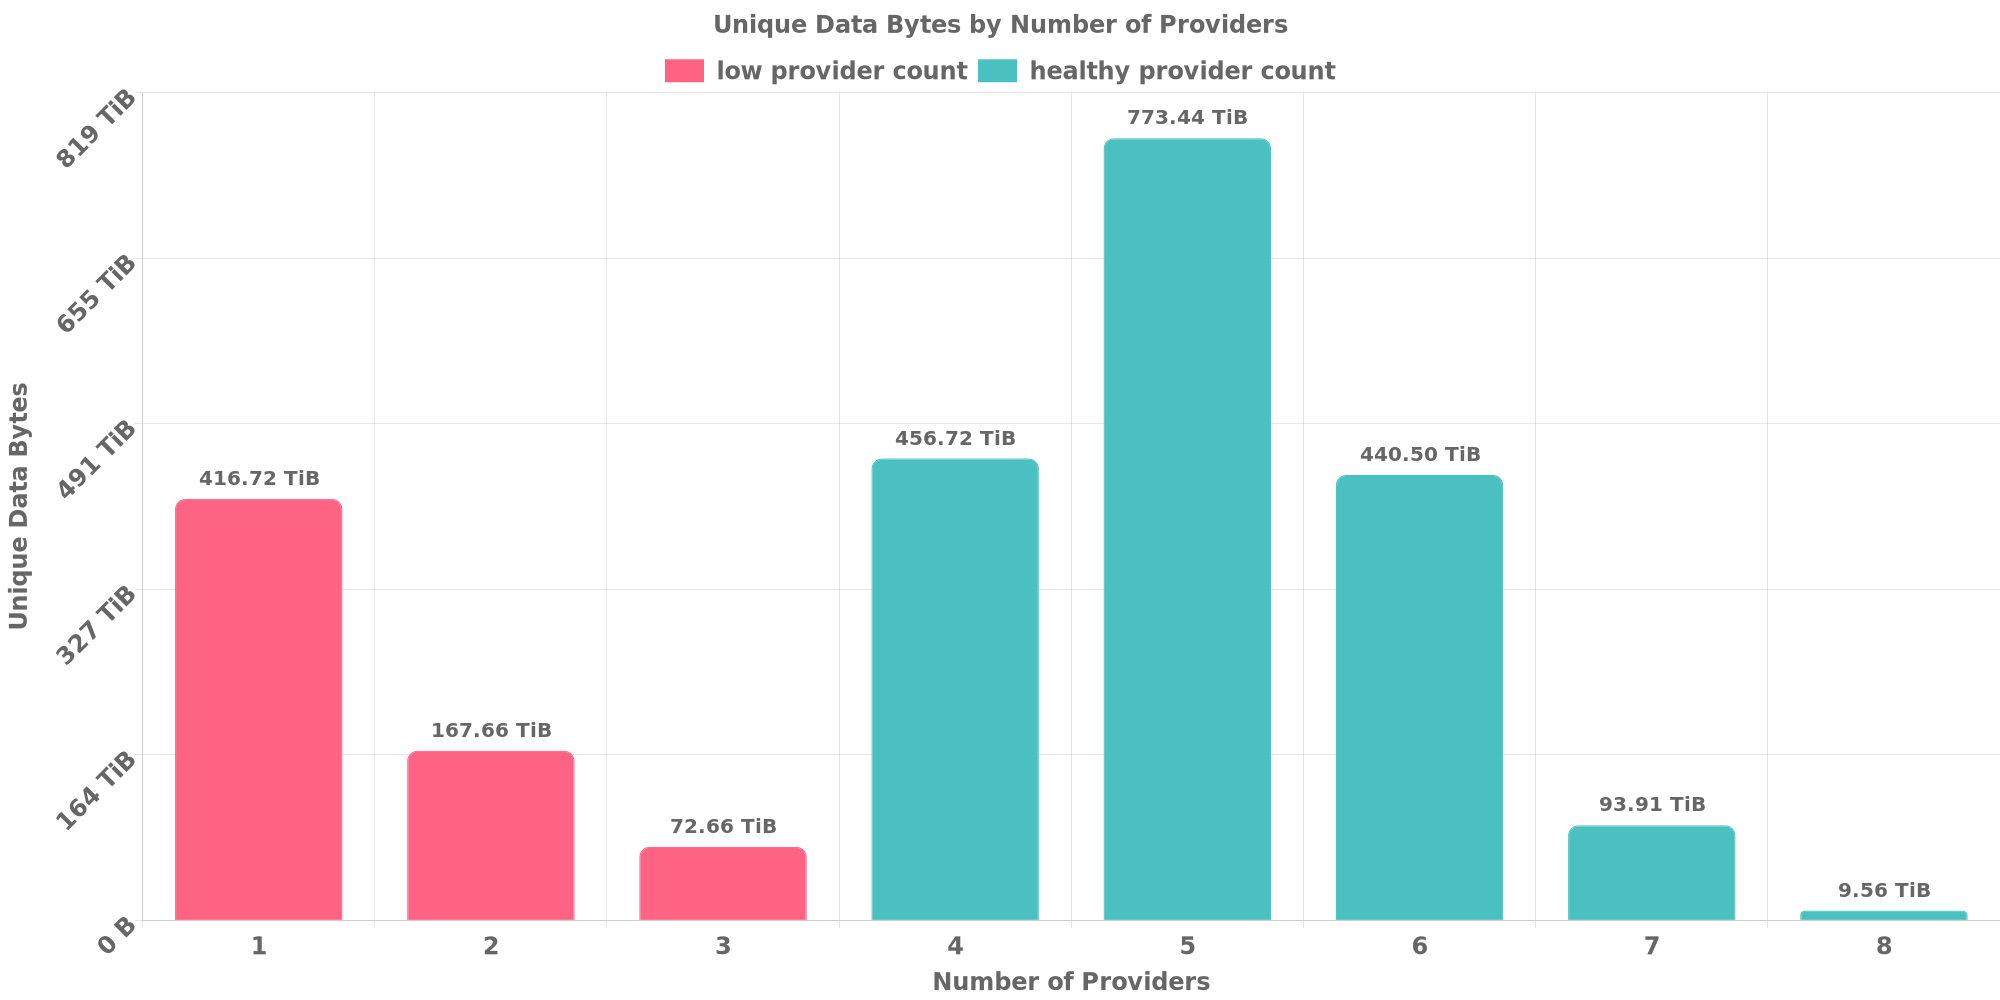 Unique Data Bytes by Number of Providers
low provider count healthy provider count
819 TiB
655 TiB
491 TiB
327 TiB
164 TiB
0 B
Unique Data Bytes
416.72 TiB
167.66 TiB
72.66 TiB
456.72 TiB
773.44 TiB
440.50 TiB
93.91 TiB
9.56 TiB
1 2 3 4 5 6 7 8
Number of Providers